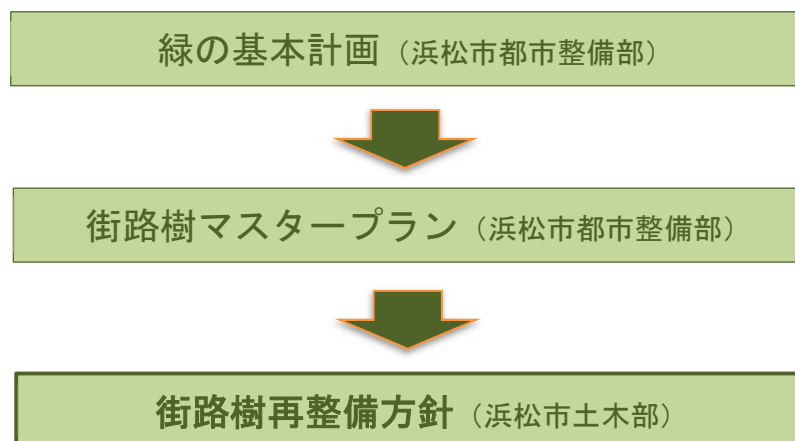 緑の基本計画（浜松市都市整備部）
街路樹マスタープラン（浜松市都市整備部）
街路樹再整備方針（浜松市土木部）